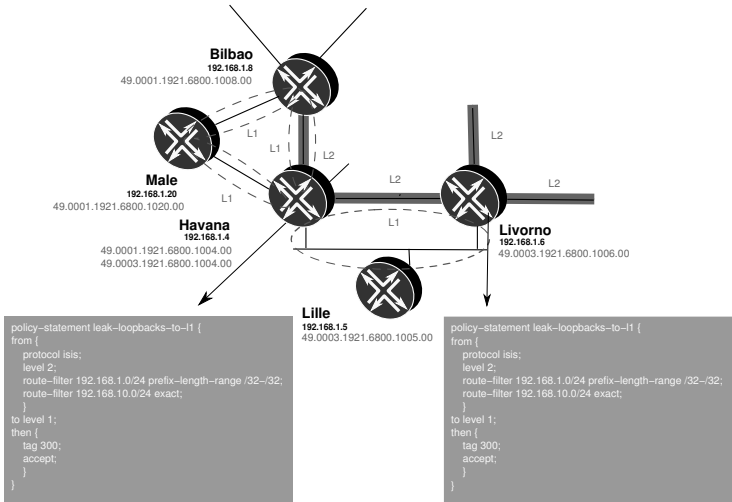 Bilbao
192.168.1.8
49.0001.1921.6800.1008.00
L1
L1
L2
L2
L2
L2
Male
192.168.1.20
49.0001.1921.6800.1020.00
L1
Havana
192.168.1.4
49.0001.1921.6800.1004.00
49.0003.1921.6800.1004.00
L1
Livorno
192.168.1.6
49.0003.1921.6800.1006.00
Lille
192.168.1.5
49.0003.1921.6800.1005.00
policy−statement leak−loopbacks−to−l1 {
from {
protocol isis;
level 2;
route−filter 192.168.1.0/24 prefix−length−range /32−/32;
route−filter 192.168.10.0/24 exact;
}
to level 1;
then {
tag 300;
accept;
}
}
policy−statement leak−loopbacks−to−l1 {
from {
protocol isis;
level 2;
route−filter 192.168.1.0/24 prefix−length−range /32−/32;
route−filter 192.168.10.0/24 exact;
}
to level 1;
then {
tag 300;
accept;
}
}